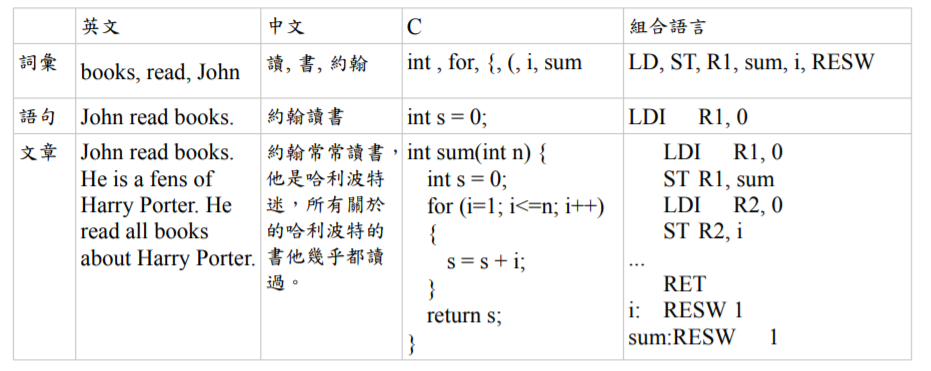 英文 中文 C 組合語言
詞彙 books, read, John 讀, 書, 約翰 int , for, {, (, i, sum LD, ST, R1, sum, i, RESW
語句 John read books. 約翰讀書 int s = 0; LDI R1, 0
文章
John read books.
He is a fens of
Harry Porter. He
read all books
about Harry Porter.
約翰常常讀書，
他是哈利波特
迷，所有關於
的哈利波特的
書他幾乎都讀
過。
int sum(int n) {
int s = 0;
for (i=1; i<=n; i++)
{
s = s + i;
}
return s;
}
LDI R1, 0
ST R1, sum
LDI R2, 0
ST R2, i
...
RET
i: RESW 1
sum:RESW 1